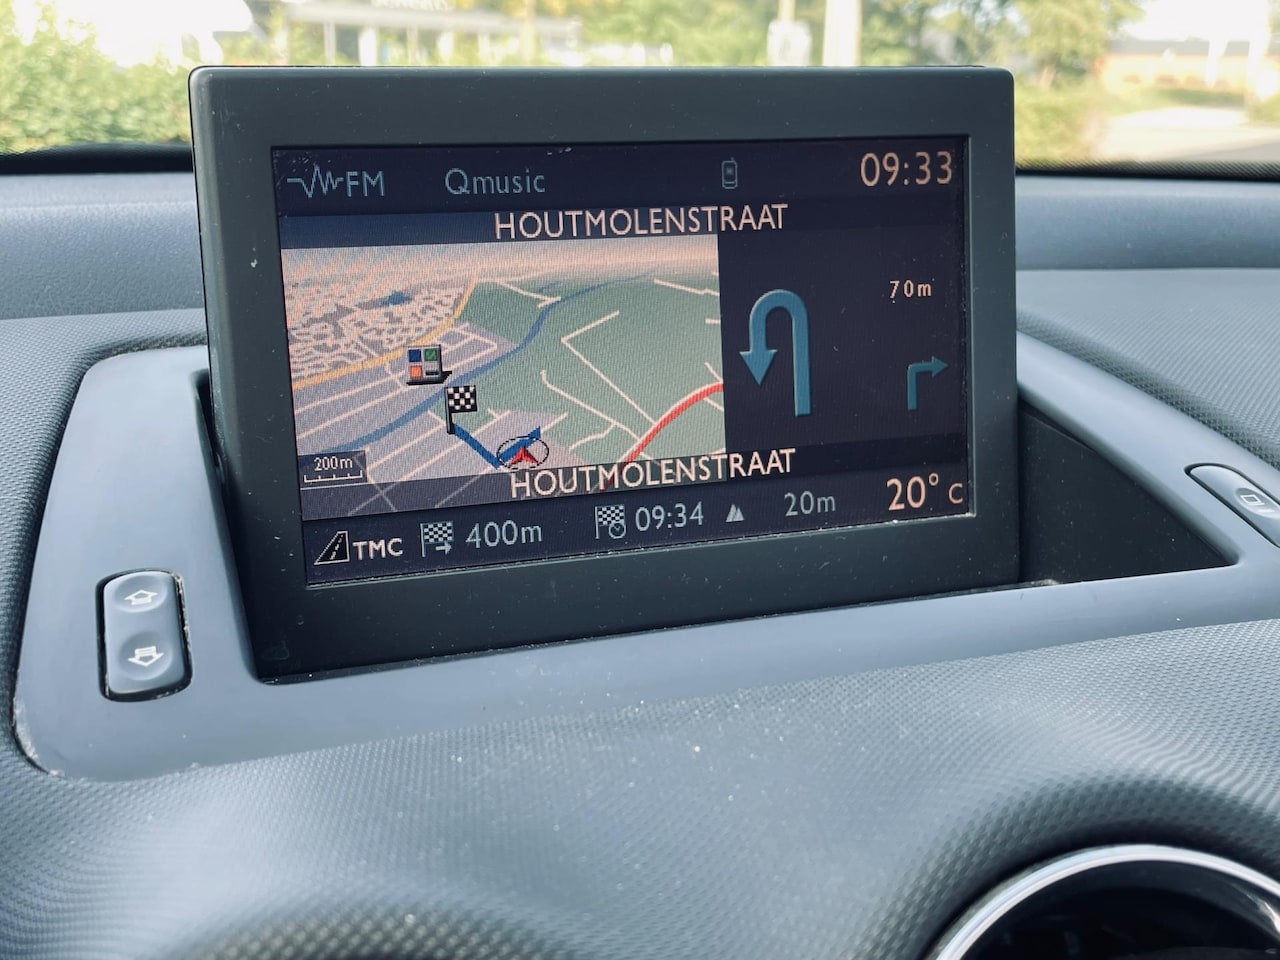 FM Qmusic 09:33
HOUTMOLENSTRAAT
70m
200m
HOUTMOLENSTRAAT
TMC 400m 09:34 20m 20° C